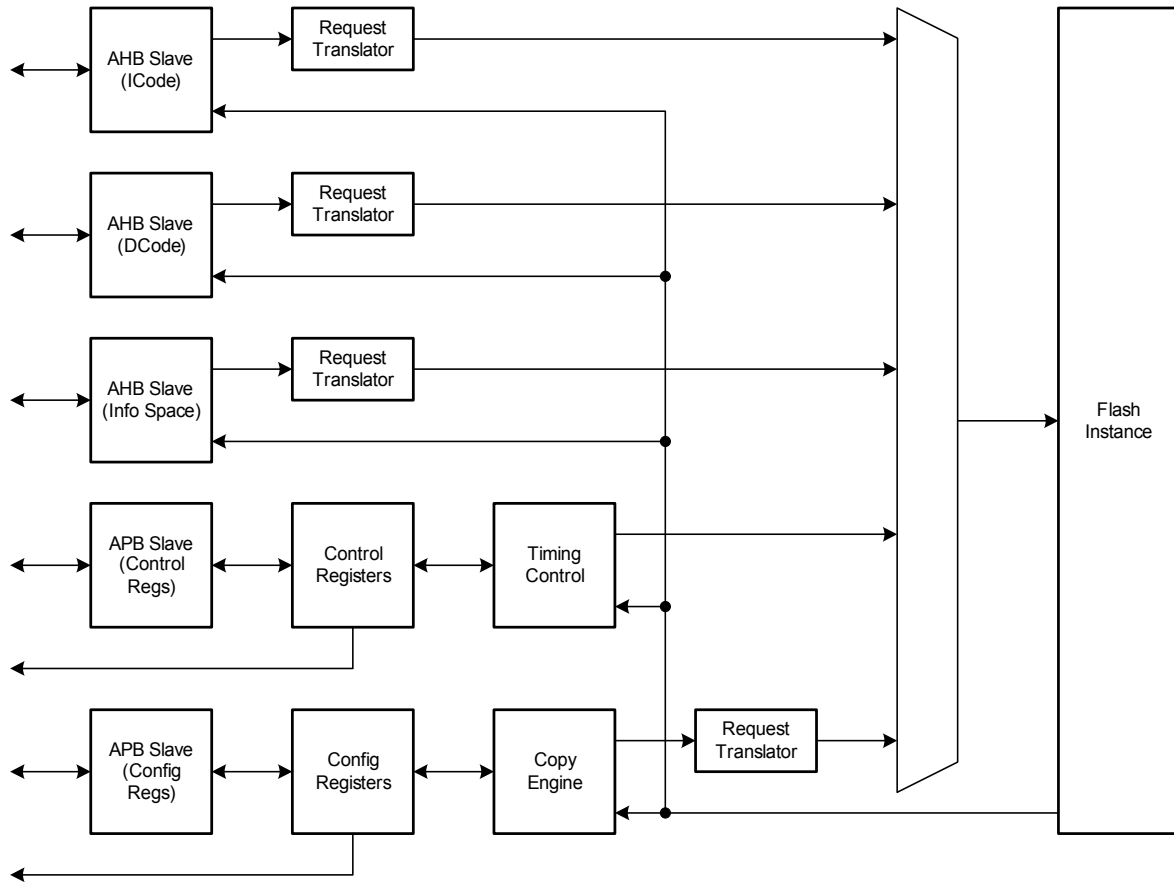 AHB Slave
(ICode)
Request
Translator
AHB Slave
(DCode)
Request
Translator
AHB Slave
(Info Space)
Request
Translator
Flash
Instance
APB Slave
(Control
Regs)
Control
Registers
Timing
Control
APB Slave
(Config
Regs)
Config
Registers
Copy
Engine
Request
Translator